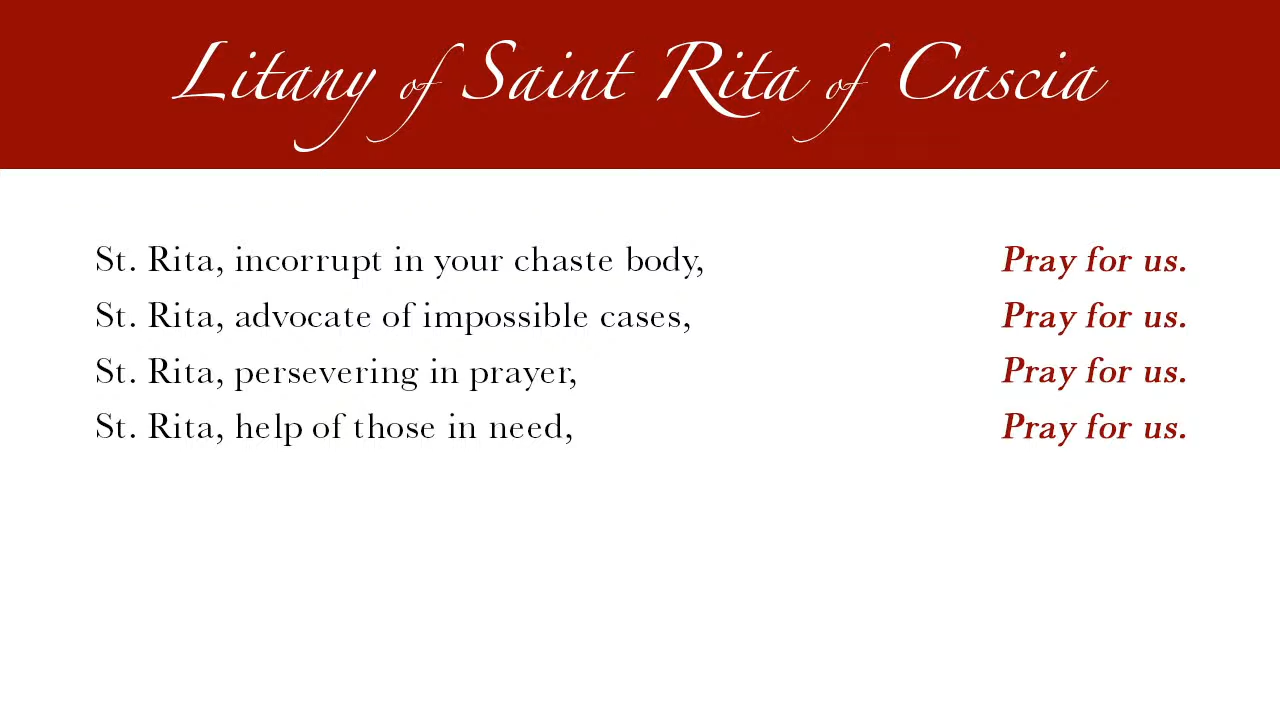 Litany of Saint Rita of Cascia
St. Rita, incorrupt in your chaste body, Pray for us.
St. Rita, advocate of impossible cases, Pray for us.
St. Rita, persevering in prayer, Pray for us.
St. Rita, help of those in need, Pray for us.